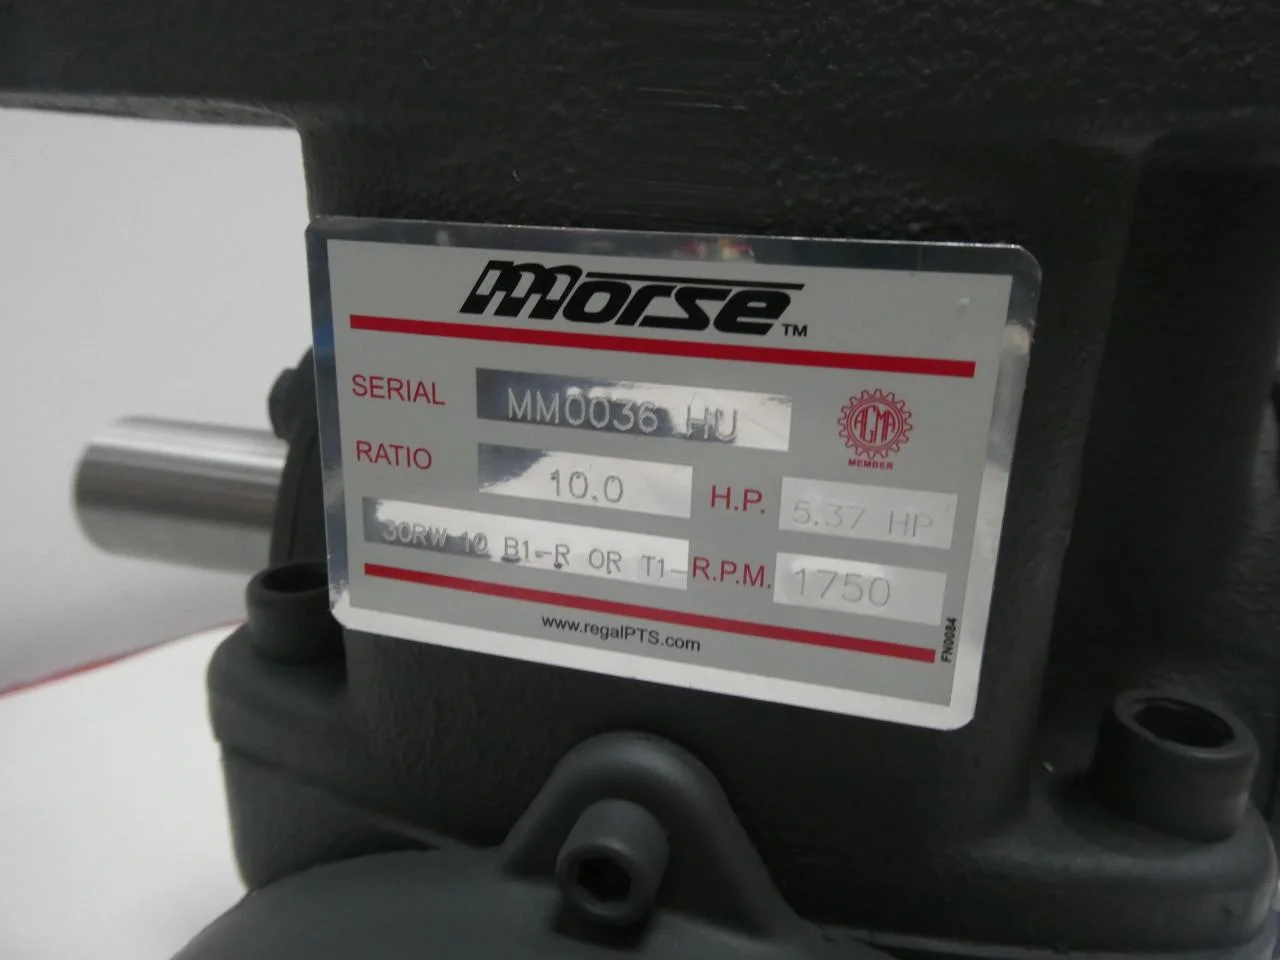 morse™
SERIAL MM0036 HU
AGMA
MEMBER
RATIO 10.0
H.P. 5.37 HP
30RW 10 B1-R OR T1-
R.P.M. 1750
www.regalPTS.com
FN0084